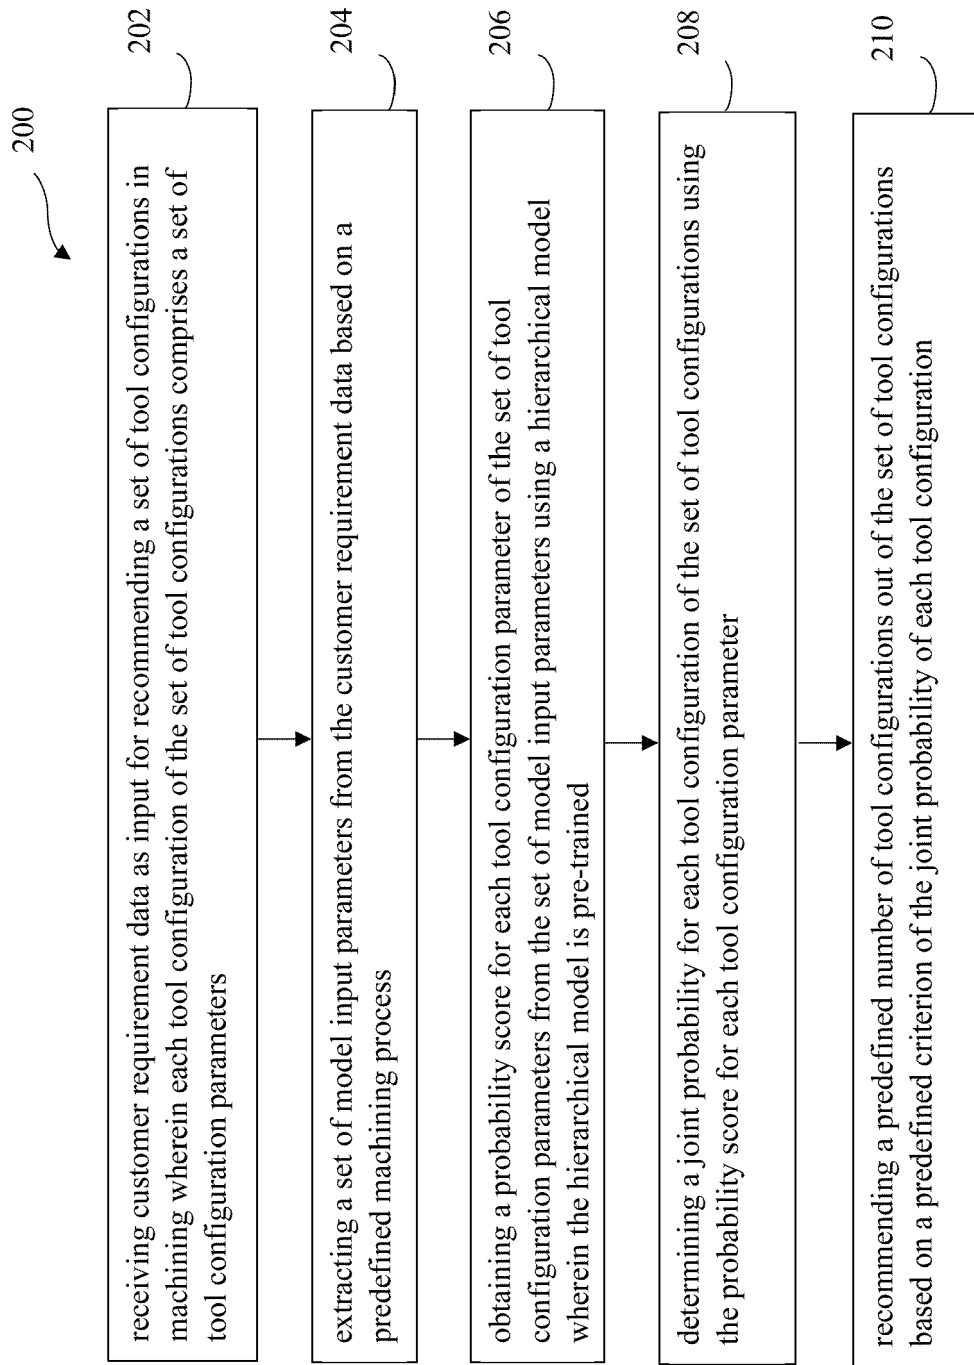 200
202
receiving customer requirement data as input for recommending a set of tool configurations in
machining wherein each tool configuration of the set of tool configurations comprises a set of
tool configuration parameters
204
extracting a set of model input parameters from the customer requirement data based on a
predefined machining process
206
obtaining a probability score for each tool configuration parameter of the set of tool
configuration parameters from the set of model input parameters using a hierarchical model
wherein the hierarchical model is pre-trained
208
determining a joint probability for each tool configuration of the set of tool configurations using
the probability score for each tool configuration parameter
210
recommending a predefined number of tool configurations out of the set of tool configurations
based on a predefined criterion of the joint probability of each tool configuration